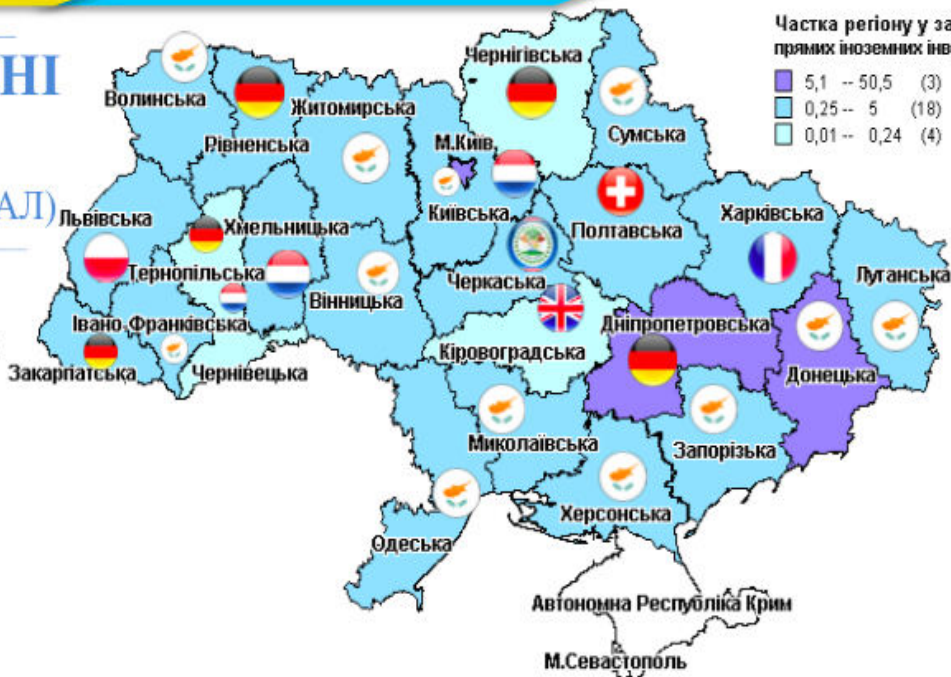 НІ
АЛ)
Частка регіону у за
прямих іноземних інв
5,1 -- 50,5 (3)
0,25 -- 5 (18)
0,01 -- 0,24 (4)
Чернігівська
Волинська
Житомирська
Сумська
Рівненська
М.Київ
Київська
Львівська
Хмельницька
Полтавська
Харківська
Тернопільська
Вінницька
Черкаська
Луганська
Івано Франківська
Дніпропетровська
Закарпатська
Чернівецька
Кіровоградська
Донецька
Миколаївська
Запорізька
Херсонська
Одеська
Автономна Республіка Крим
М.Севастополь